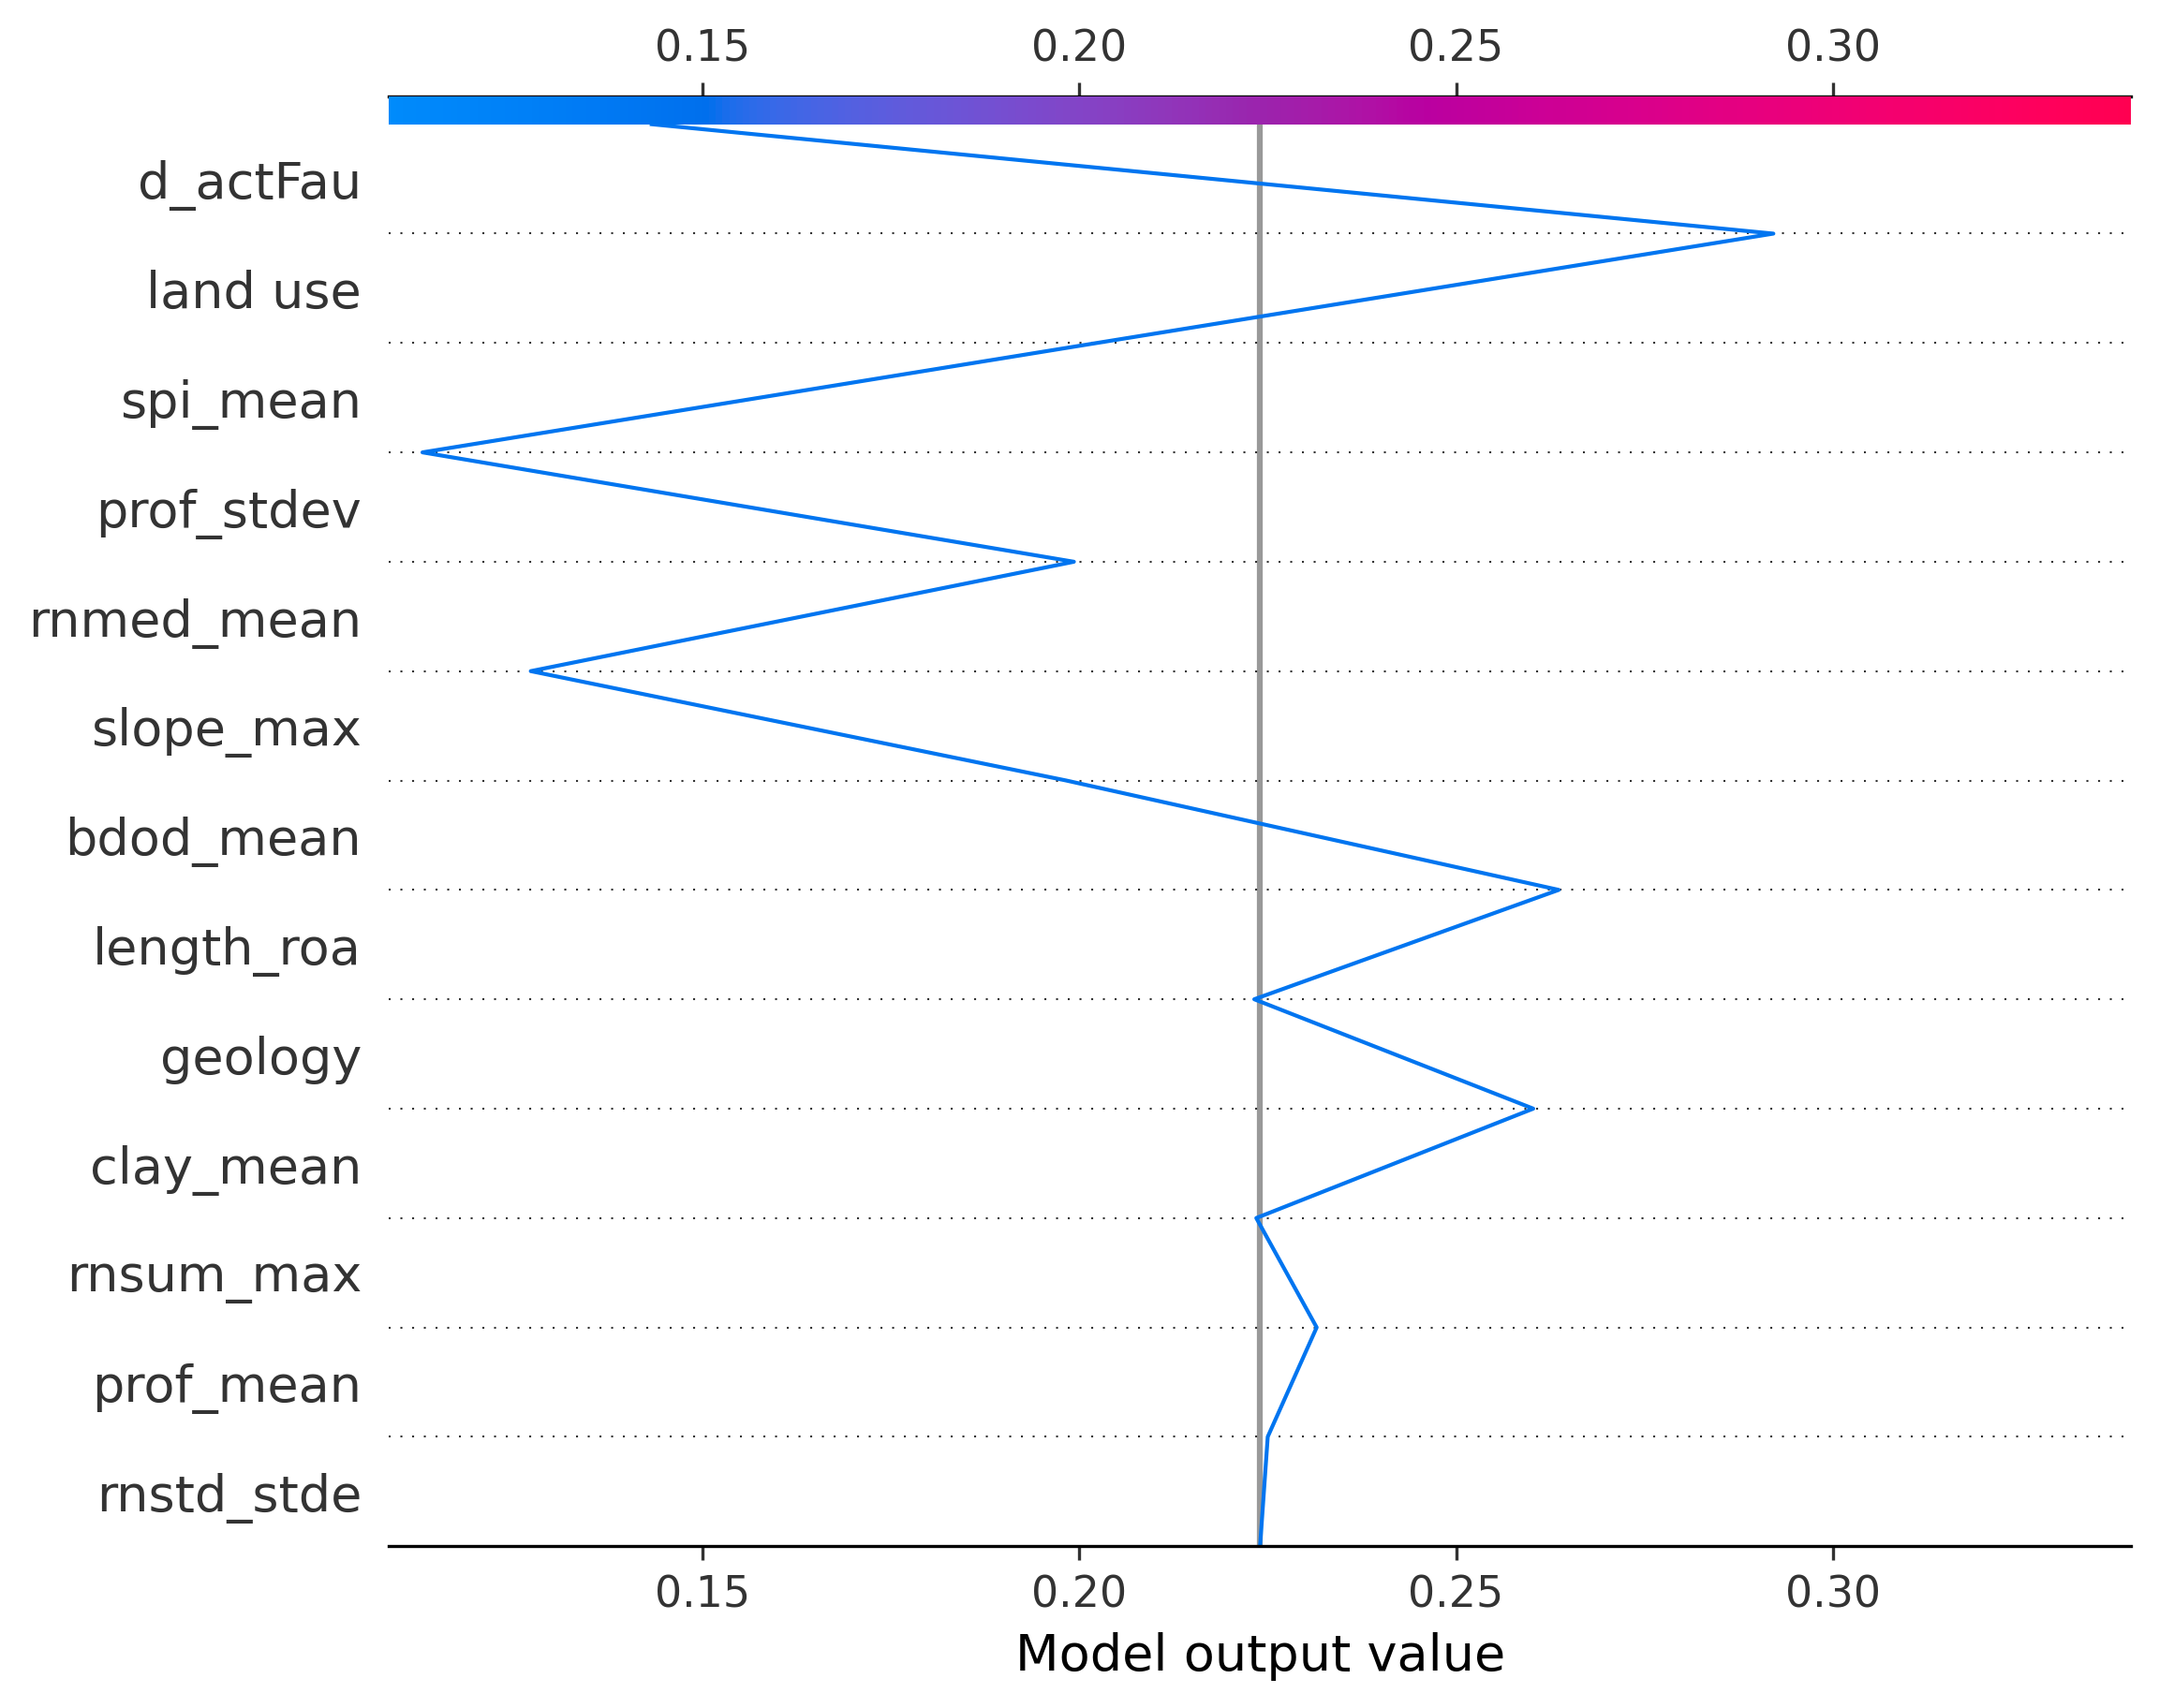 0.15 0.20 0.25 0.30
d_actFau
land use
spi_mean
prof_stdev
rnmed_mean
slope_max
bdod_mean
length_roa
geology
clay_mean
rnsum_max
prof_mean
rnstd_stde
0.15 0.20 0.25 0.30
Model output value